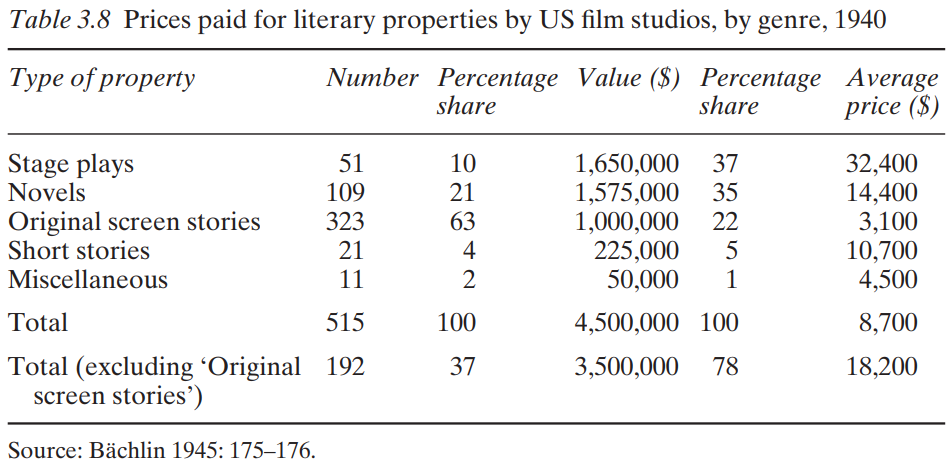 Table 3.8 Prices paid for literary properties by US film studios, by genre, 1940
Type of property Number Percentage share Value ($) Percentage share Average price ($)
Stage plays 51 10 1,650,000 37 32,400
Novels 109 21 1,575,000 35 14,400
Original screen stories 323 63 1,000,000 22 3,100
Short stories 21 4 225,000 5 10,700
Miscellaneous 11 2 50,000 1 4,500
Total 515 100 4,500,000 100 8,700
Total (excluding ‘Original screen stories’) 192 37 3,500,000 78 18,200
Source: Bächlin 1945: 175–176.